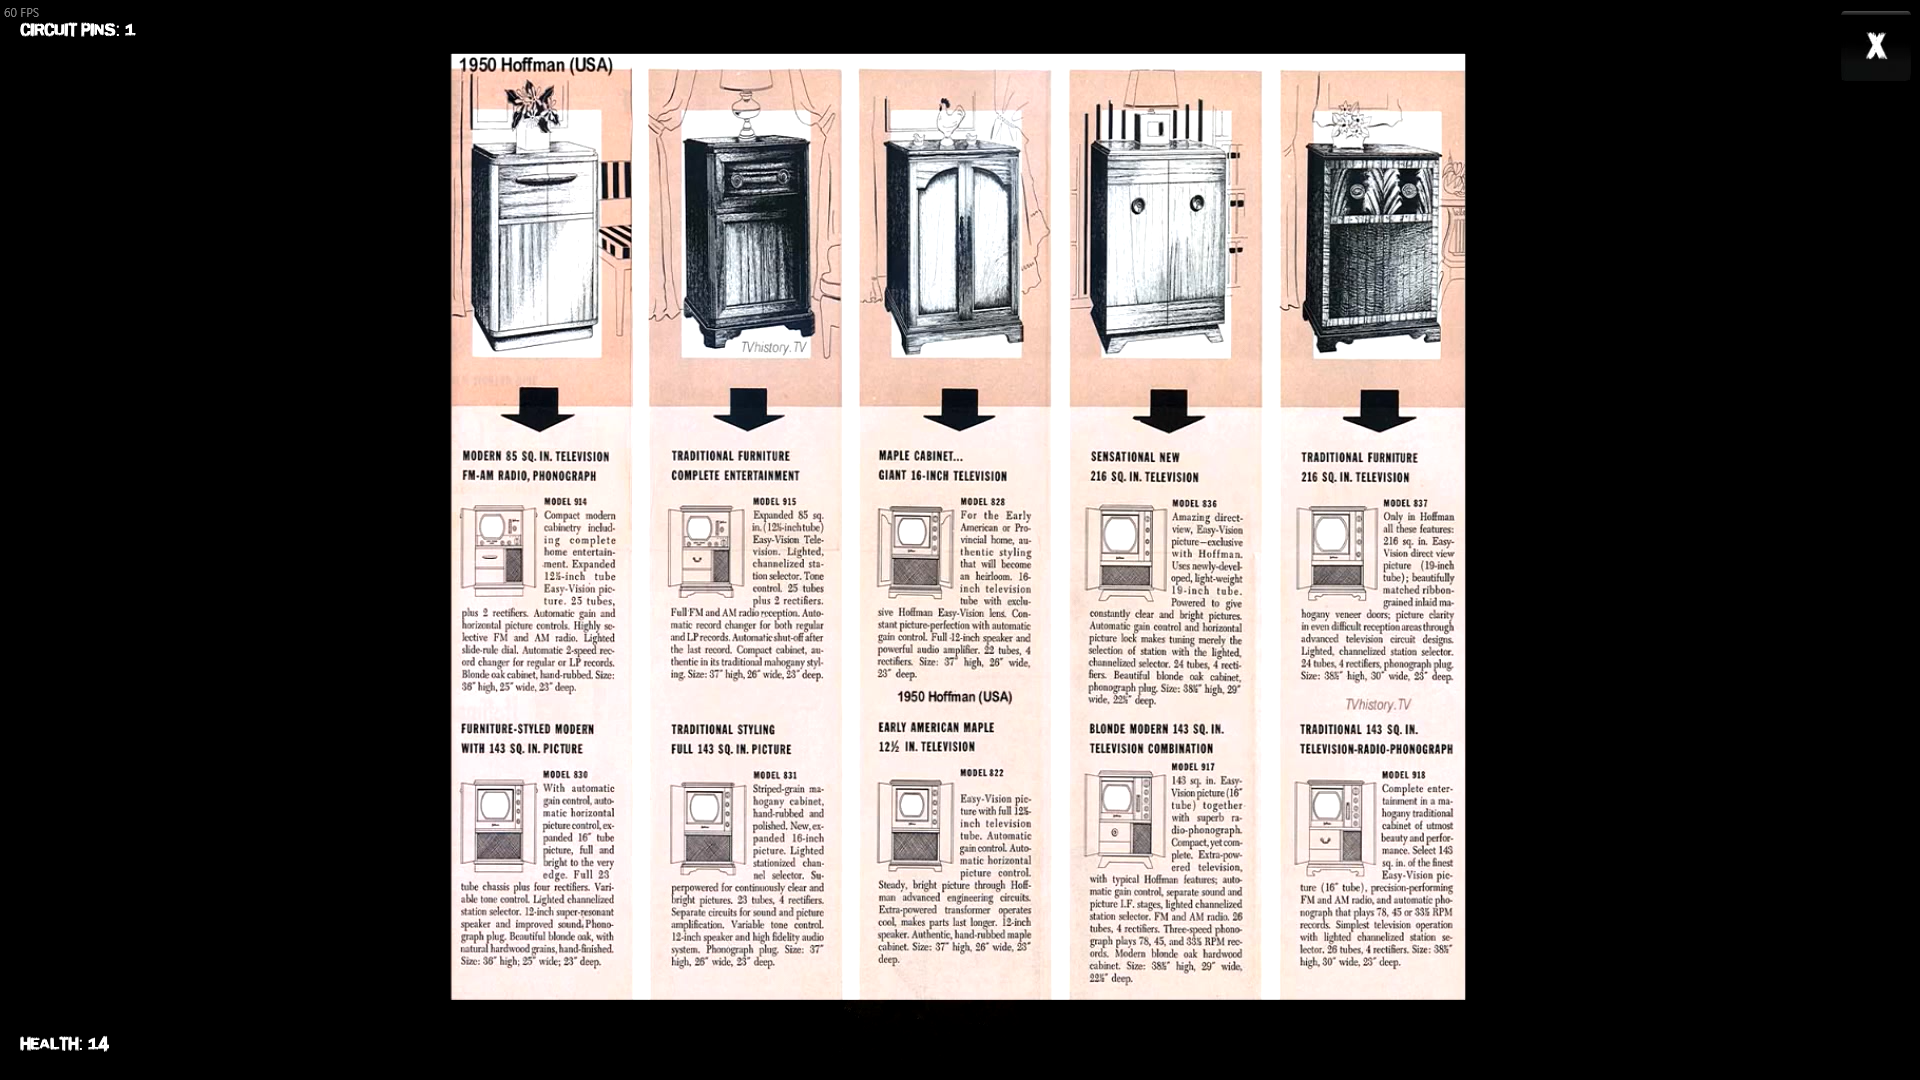 60 FPS
CIRCUIT PINS: 1
X
1950 Hoffman (USA)
TVhistory.TV
MODERN 85 SQ. IN. TELEVISION
FM-AM RADIO, PHONOGRAPH
MODEL 914
Compact modern
cabinetry includ-
ing complete
home entertain-
ment. Expanded
12½-inch tube
Easy-Vision pic-
ture. 25 tubes,
plus 2 rectifiers. Automatic gain and
horizontal picture controls. Highly se-
lective FM and AM radio. Lighted
slide-rule dial. Automatic 2-speed rec-
ord changer for regular or LP records.
Blonde oak cabinet, hand-rubbed. Size:
36" high, 25" wide, 23" deep.
TRADITIONAL FURNITURE
COMPLETE ENTERTAINMENT
MODEL 915
Expanded 85 sq.
in. (12½-inch tube)
Easy-Vision Tele-
vision. Lighted,
channelized sta-
tion selector. Tone
control. 25 tubes
plus 2 rectifiers.
Full FM and AM radio reception. Auto-
matic record changer for both regular
and LP records. Automatic shut-off after
the last record. Compact cabinet, au-
thentic in its traditional mahogany styl-
ing. Size: 37" high, 26" wide, 23" deep.
MAPLE CABINET...
GIANT 16-INCH TELEVISION
MODEL 828
For the Early
American or Pro-
vincial home, au-
thentic styling
that will become
an heirloom. 16-
inch television
tube with exclu-
sive Hoffman Easy-Vision lens. Con-
stant picture-perfection with automatic
gain control. Full 12-inch speaker and
powerful audio amplifier. 22 tubes, 4
rectifiers. Size: 37" high, 26" wide,
23" deep.
1950 Hoffman (USA)
SENSATIONAL NEW
216 SQ. IN. TELEVISION
MODEL 836
Amazing direct-
view, Easy-Vision
picture—exclusive
with Hoffman.
Uses newly-devel-
oped, light-weight
19-inch tube.
Powered to give
constantly clear and bright pictures.
Automatic gain control and horizontal
picture lock makes tuning merely the
selection of station with the lighted,
channelized selector. 24 tubes, 4 recti-
fiers. Beautiful blonde oak cabinet,
phonograph plug. Size: 38¾" high, 29"
wide, 22¾" deep.
TRADITIONAL FURNITURE
216 SQ. IN. TELEVISION
MODEL 837
Only in Hoffman
all these features:
216 sq. in. Easy-
Vision direct view
picture (19-inch
tube); beautifully
matched ribbon-
grained inlaid ma-
hogany veneer doors; picture clarity
in even difficult reception areas through
advanced television circuit designs.
Lighted, channelized station selector.
24 tubes, 4 rectifiers, phonograph plug.
Size: 38¾" high, 30" wide, 23" deep.
TVhistory.TV
FURNITURE-STYLED MODERN
WITH 143 SQ. IN. PICTURE
MODEL 830
With automatic
gain control, auto-
matic horizontal
picture control, ex-
panded 16" tube
picture, full and
bright to the very
edge. Full 23
tube chassis plus four rectifiers. Vari-
able tone control. Lighted channelized
station selector. 12-inch super-resonant
speaker and improved sound. Phono-
graph plug. Beautiful blonde oak, with
natural hardwood grains, hand-finished.
Size: 36" high; 25" wide; 23" deep.
TRADITIONAL STYLING
FULL 143 SQ. IN. PICTURE
MODEL 831
Striped-grain ma-
hogany cabinet,
hand-rubbed and
polished. New, ex-
panded 16-inch
picture. Lighted
stationized chan-
nel selector. Su-
perpowered for continuously clear and
bright pictures. 23 tubes, 4 rectifiers.
Separate circuits for sound and picture
amplification. Variable tone control.
12-inch speaker and high fidelity audio
system. Phonograph plug. Size: 37"
high, 26" wide, 23" deep.
EARLY AMERICAN MAPLE
12½ IN. TELEVISION
MODEL 822
Easy-Vision pic-
ture with full 12½-
inch television
tube. Automatic
gain control. Auto-
matic horizontal
picture control.
Steady, bright picture through Hoff-
man advanced engineering circuits.
Extra-powered transformer operates
cool, makes parts last longer. 12-inch
speaker. Authentic, hand-rubbed maple
cabinet. Size: 37" high, 26" wide, 23"
deep.
BLONDE MODERN 143 SQ. IN.
TELEVISION COMBINATION
MODEL 917
143 sq. in. Easy-
Vision picture (16"
tube) together
with superb ra-
dio-phonograph.
Compact, yet com-
plete. Extra-pow-
ered television,
with typical Hoffman features; auto-
matic gain control, separate sound and
picture I.F. stages, lighted channelized
station selector. FM and AM radio. 26
tubes, 4 rectifiers. Three-speed phono-
graph plays 78, 45, and 33⅓ RPM rec-
ords. Modern blonde oak hardwood
cabinet. Size: 38¾" high, 29" wide,
22¾" deep.
TRADITIONAL 143 SQ. IN.
TELEVISION-RADIO-PHONOGRAPH
MODEL 918
Complete enter-
tainment in a ma-
hogany traditional
cabinet of utmost
beauty and perfor-
mance. Select 143
sq. in. of the finest
Easy-Vision pic-
ture (16" tube), precision-performing
FM and AM radio, and automatic pho-
nograph that plays 78, 45 or 33⅓ RPM
records. Simplest television operation
with lighted channelized station se-
lector. 26 tubes, 4 rectifiers. Size: 38¾"
high, 30" wide, 23" deep.
HEALTH: 14